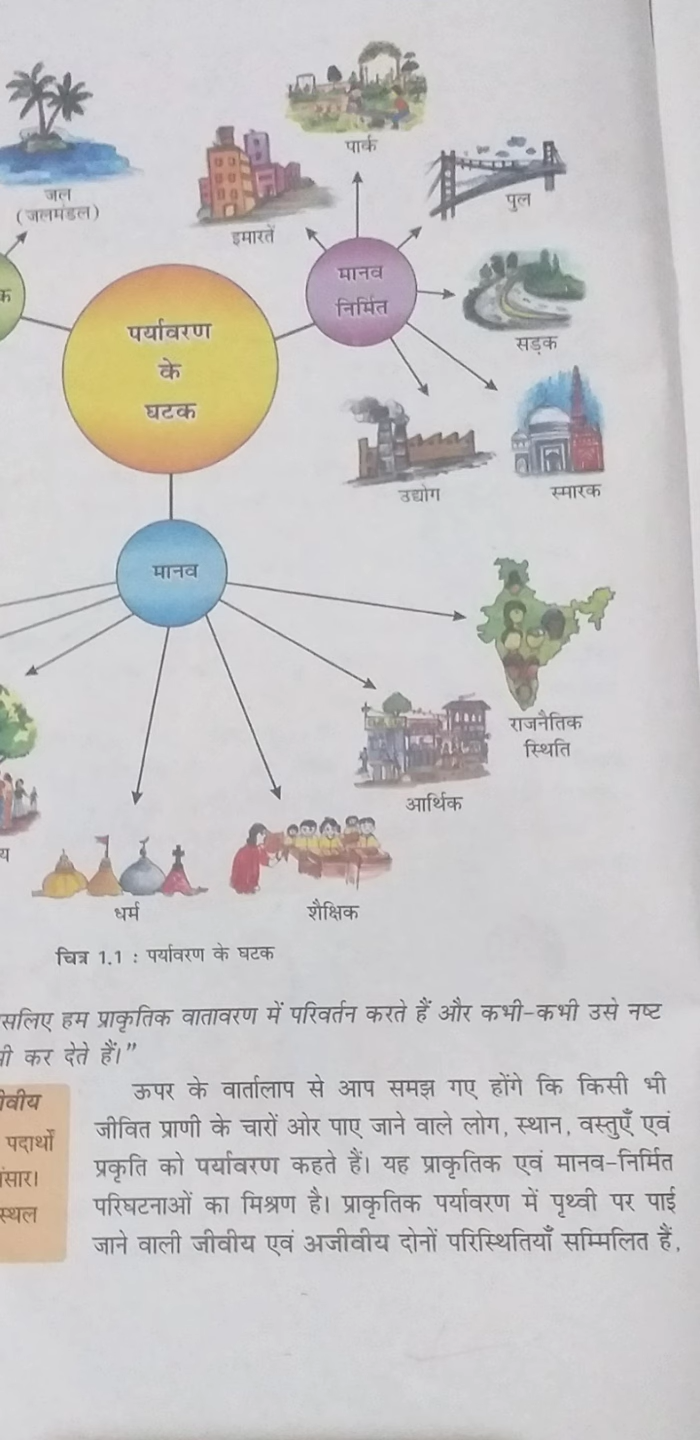 पार्क
जल
(जलमंडल)
पुल
इमारतें
मानव
निर्मित
पर्यावरण
के
घटक
सड़क
उद्योग
स्मारक
मानव
राजनैतिक
स्थिति
आर्थिक
धर्म
शैक्षिक
चित्र 1.1 : पर्यावरण के घटक
हम प्राकृतिक वातावरण में परिवर्तन करते हैं और कभी-कभी उसे नष्ट
कर देते हैं।”
ऊपर के वार्तालाप से आप समझ गए होंगे कि किसी भी
जीवित प्राणी के चारों ओर पाए जाने वाले लोग, स्थान, वस्तुएँ एवं
पदार्थों
प्रकृति को पर्यावरण कहते हैं। यह प्राकृतिक एवं मानव-निर्मित
परिघटनाओं का मिश्रण है। प्राकृतिक पर्यावरण में पृथ्वी पर पाई
जाने वाली जीवीय एवं अजीवीय दोनों परिस्थितियाँ सम्मिलित हैं,